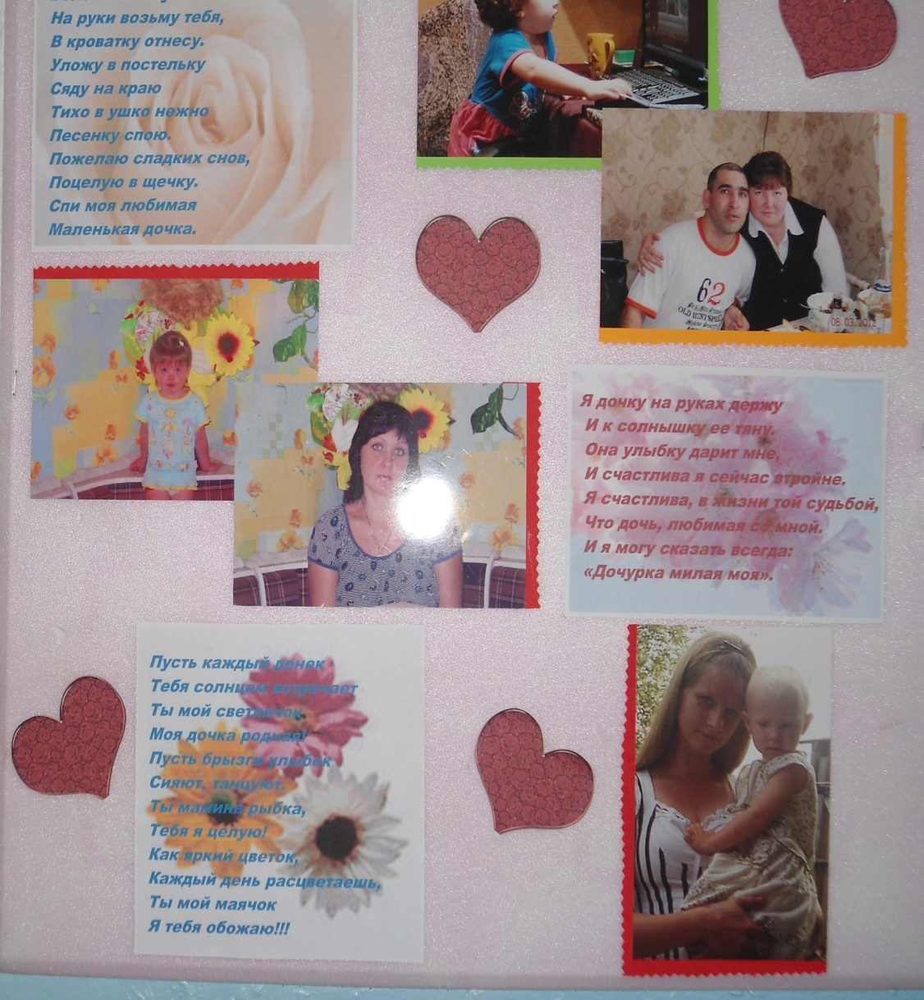 На руки возьму тебя,
В кроватку отнесу.
Уложу в постельку
Сяду на краю
Тихо в ушко нежно
Песенку спою.
Пожелаю сладких снов,
Поцелую в щечку.
Спи моя любимая
Маленькая дочка.
62
OLD WEST
08.03.2012
Я дочку на руках держу
И к солнышку ее тяну.
Она улыбку дарит мне,
И счастлива я сейчас втройне.
Я счастлива, в жизни той судьбой,
Что дочь, любимая со мной.
И я могу сказать всегда:
«Дочурка милая моя».
Пусть каждый денек
Тебя солнцем встречает
Ты мой светлячок
Моя дочка родная!
Пусть брызги улыбок
Сияют, танцуют.
Ты мамина рыбка,
Тебя я целую!
Как яркий цветок,
Каждый день расцветаешь,
Ты мой маячок
Я тебя обожаю!!!